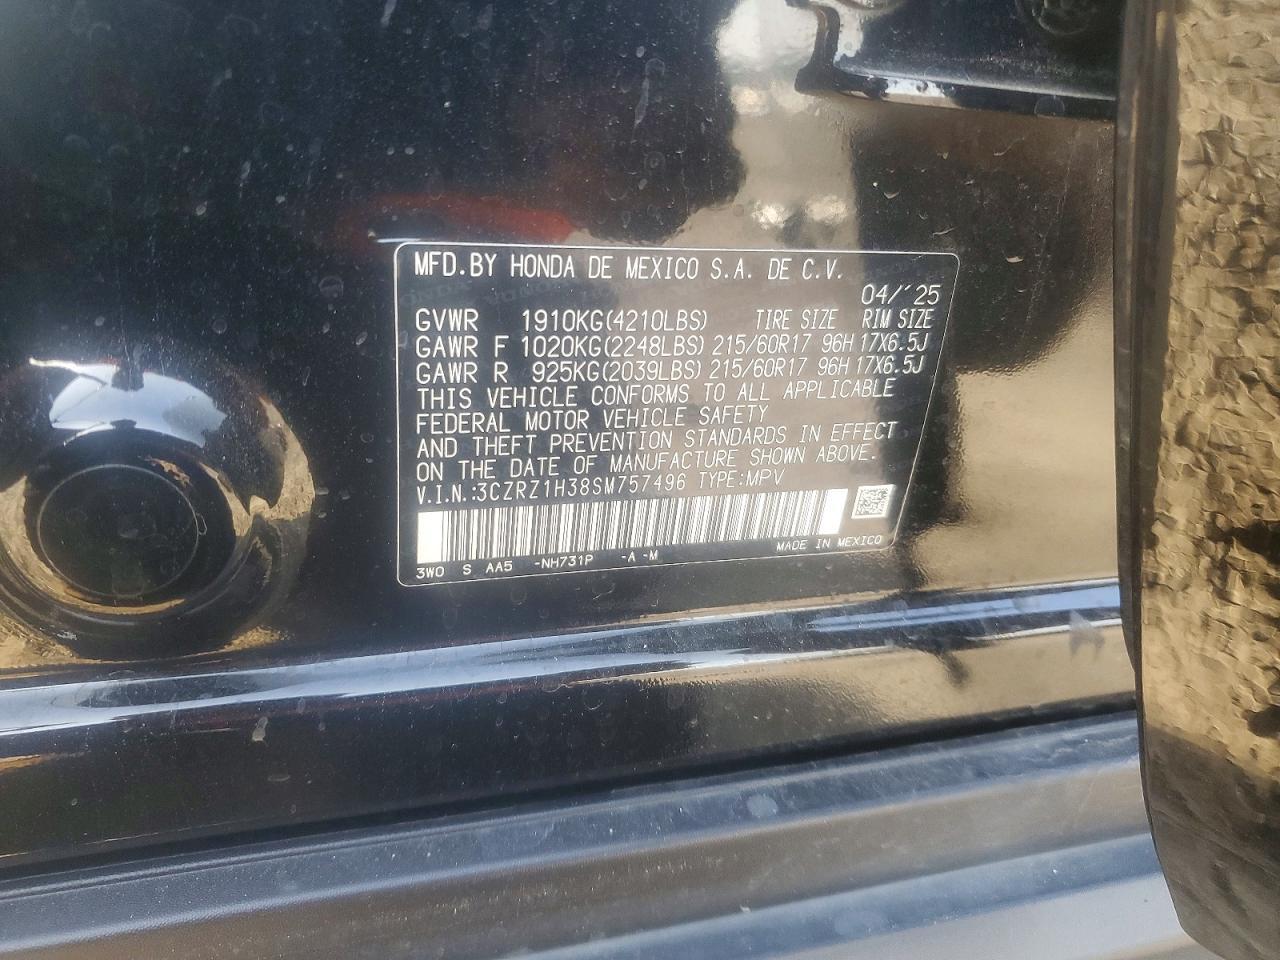 MFD.BY HONDA DE MEXICO S.A. DE C.V.
04/'25
GVWR 1910KG(4210LBS) TIRE SIZE RIM SIZE
GAWR F 1020KG(2248LBS) 215/60R17 96H 17X6.5J
GAWR R 925KG(2039LBS) 215/60R17 96H 17X6.5J
THIS VEHICLE CONFORMS TO ALL APPLICABLE
FEDERAL MOTOR VEHICLE SAFETY
AND THEFT PREVENTION STANDARDS IN EFFECT
ON THE DATE OF MANUFACTURE SHOWN ABOVE.
V.I.N.:3CZRZ1H38SM757496 TYPE:MPV
3W0 S AA5 -NH731P -A -M MADE IN MEXICO